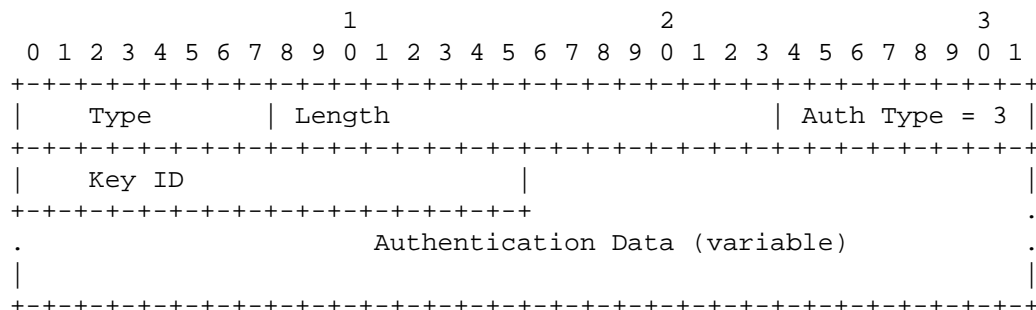 1                   2                   3
 0 1 2 3 4 5 6 7 8 9 0 1 2 3 4 5 6 7 8 9 0 1 2 3 4 5 6 7 8 9 0 1
+-+-+-+-+-+-+-+-+-+-+-+-+-+-+-+-+-+-+-+-+-+-+-+-+-+-+-+-+-+-+-+-+
|    Type       | Length                        | Auth Type = 3 |
+-+-+-+-+-+-+-+-+-+-+-+-+-+-+-+-+-+-+-+-+-+-+-+-+-+-+-+-+-+-+-+-+
|    Key ID                     |                               |
+-+-+-+-+-+-+-+-+-+-+-+-+-+-+-+-+                               .
.                      Authentication Data (variable)           .
|                                                               |
+-+-+-+-+-+-+-+-+-+-+-+-+-+-+-+-+-+-+-+-+-+-+-+-+-+-+-+-+-+-+-+-+